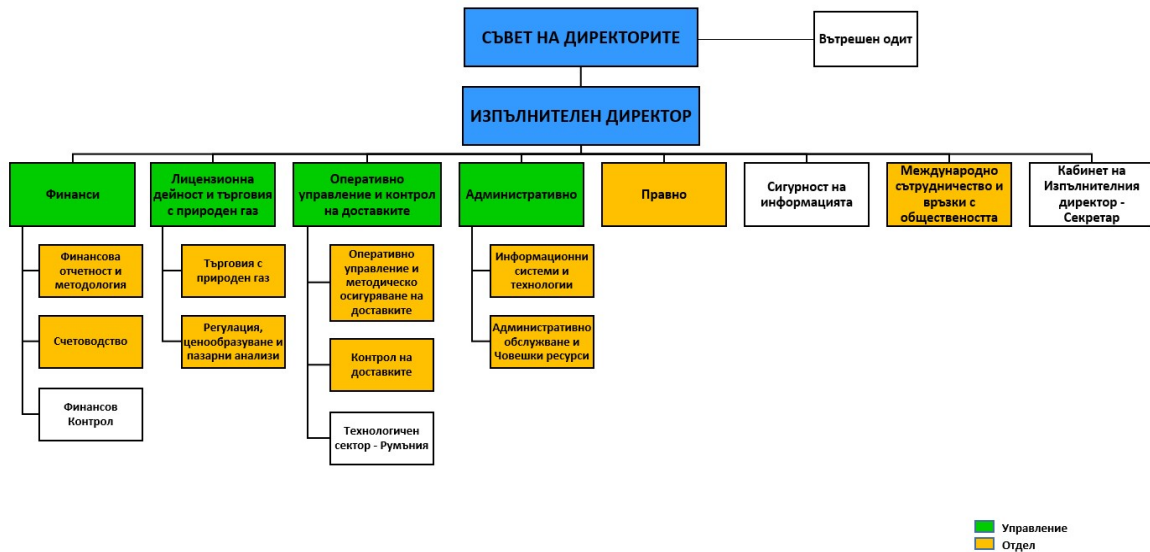 СЪВЕТ НА ДИРЕКТОРИТЕ
Вътрешен одит
ИЗПЪЛНИТЕЛЕН ДИРЕКТОР
Финанси
Лицензионна
дейност и търговия
с природен газ
Оперативно
управление и контрол
на доставките
Административно
Правно
Сигурност на
информацията
Международно
сътрудничество и
връзки с
обществеността
Кабинет на
Изпълнителния
директор -
Секретар
Финансова
отчетност и
методология
Търговия с
природен газ
Оперативно
управление и
методическо
осигуряване на
доставките
Информационни
системи и
технологии
Счетоводство
Регулация,
ценообразуване и
пазарни анализи
Контрол на
доставките
Административно
обслужване и
Човешки ресурси
Финансов
Контрол
Технологичен
сектор - Румъния
Управление
Отдел